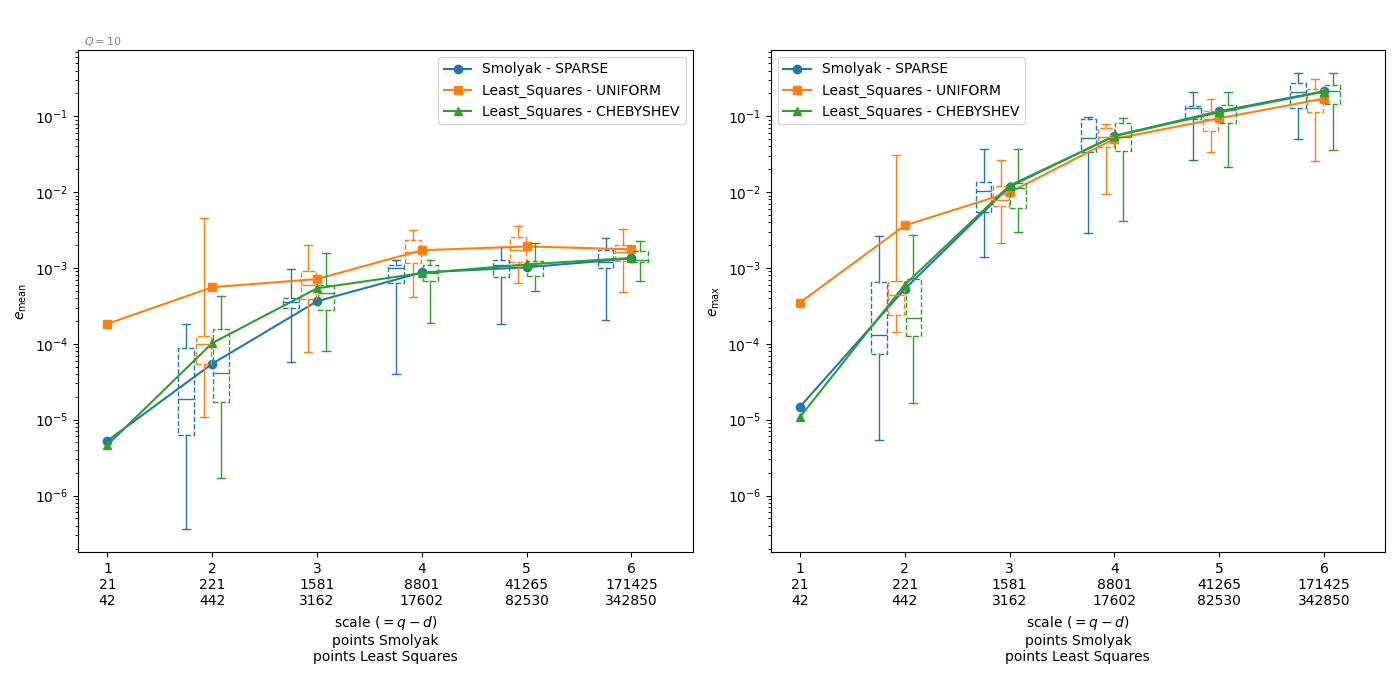 Q = 10
Smolyak - SPARSE
Least_Squares - UNIFORM
Least_Squares - CHEBYSHEV
10⁻¹
10⁻²
10⁻³
10⁻⁴
10⁻⁵
10⁻⁶
e_mean
1 2 3 4 5 6
21 221 1581 8801 41265 171425
42 442 3162 17602 82530 342850
scale (= q − d)
points Smolyak
points Least Squares
Smolyak - SPARSE
Least_Squares - UNIFORM
Least_Squares - CHEBYSHEV
10⁻¹
10⁻²
10⁻³
10⁻⁴
10⁻⁵
10⁻⁶
e_max
1 2 3 4 5 6
21 221 1581 8801 41265 171425
42 442 3162 17602 82530 342850
scale (= q − d)
points Smolyak
points Least Squares